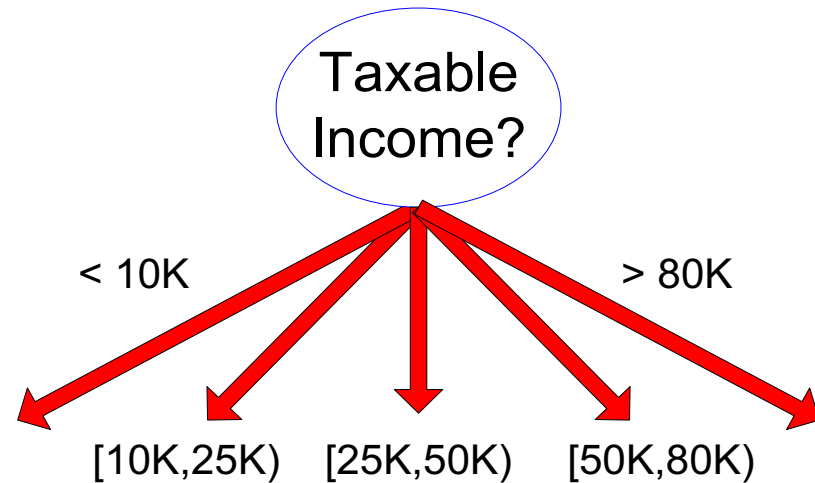 Taxable
Income?
< 10K
> 80K
[10K,25K)
[25K,50K)
[50K,80K)